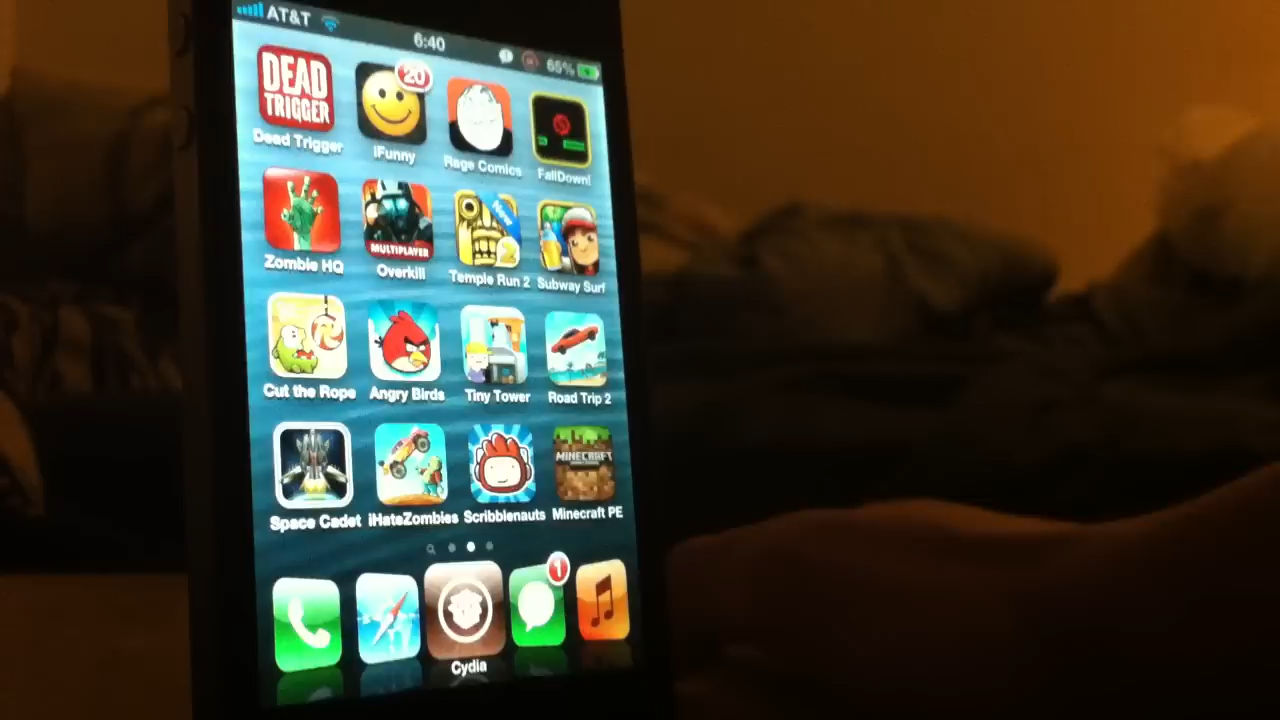 AT&T 6:40 65%
DEAD TRIGGER 20
Dead Trigger iFunny Rage Comics FallDown!
MULTIPLAYER New 2
Zombie HQ Overkill Temple Run 2 Subway Surf
Cut the Rope Angry Birds Tiny Tower Road Trip 2
MINECRAFT
Space Cadet iHateZombies Scribblenauts Minecraft PE
1
Cydia